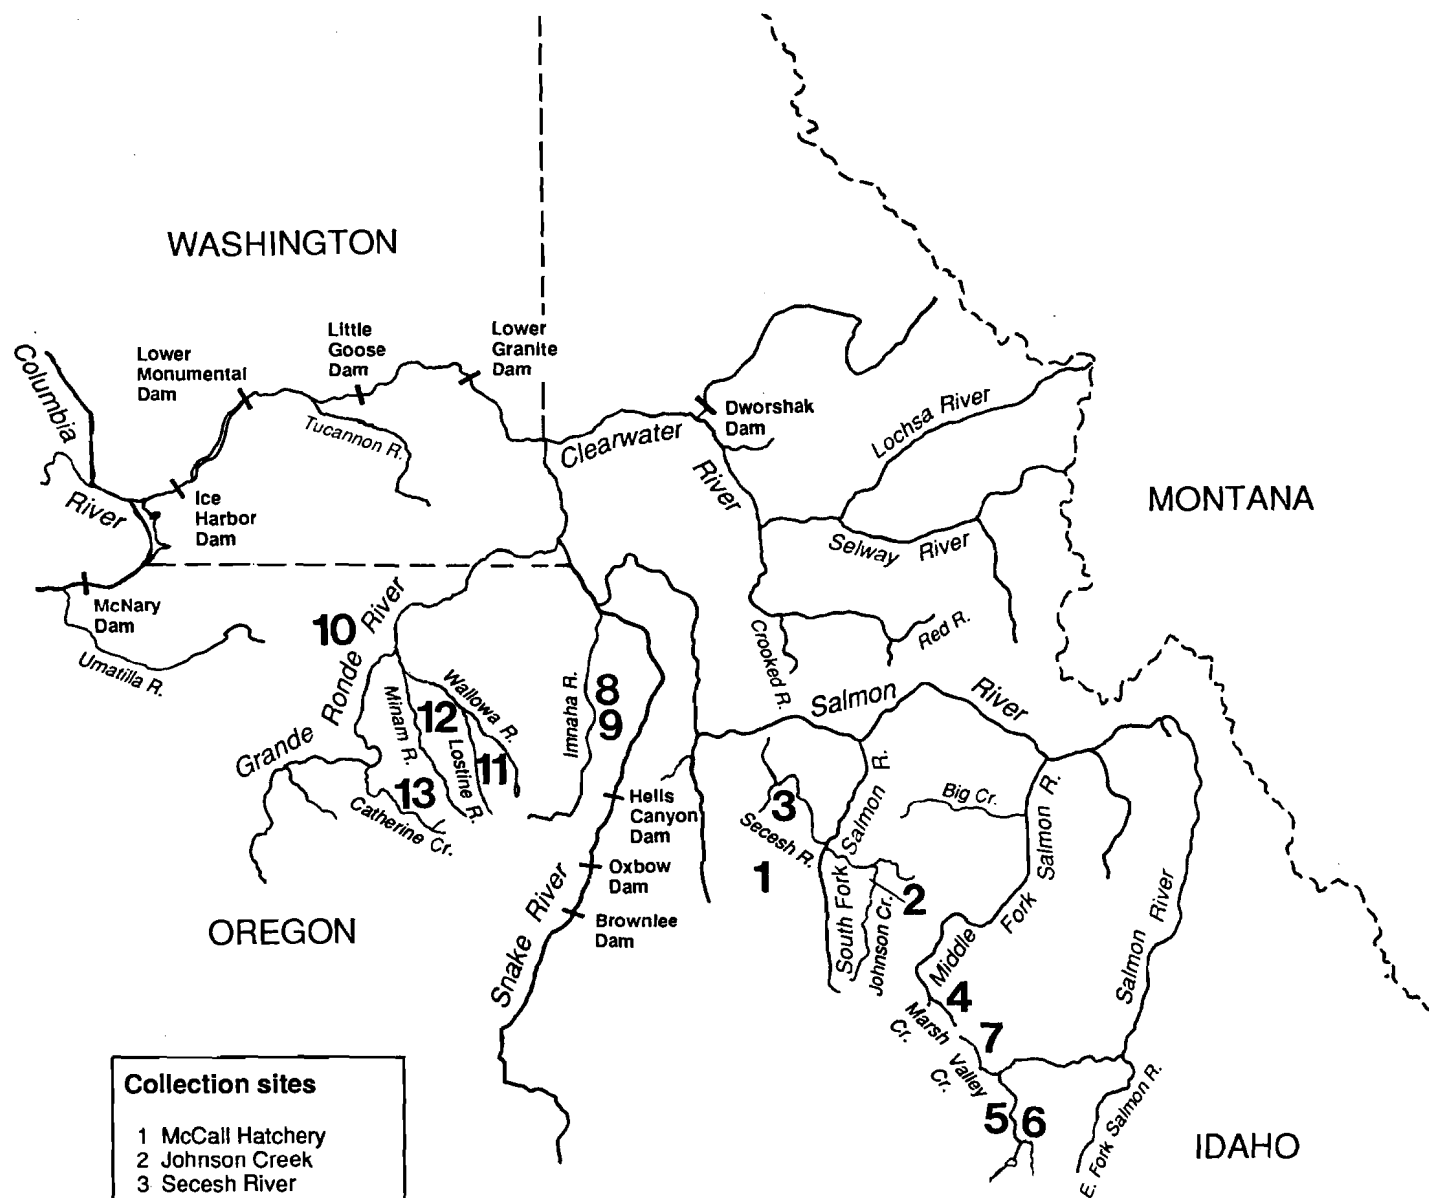 WASHINGTON
Columbia
River
Lower
Monumental
Dam
Little
Goose
Dam
Lower
Granite
Dam
Tucannon R.
Ice
Harbor
Dam
McNary
Dam
Umatilla R.
Clearwater
River
Dworshak
Dam
Lochsa River
Selway River
MONTANA
Crooked R.
Red R.
10
Grande Ronde River
Wallowa R.
Minam R.
12
Lostine R.
11
13
Catherine Cr.
Imnaha R.
8
9
Salmon River
Hells
Canyon
Dam
Oxbow
Dam
Brownlee
Dam
Snake River
OREGON
3
Secesh R.
1
South Fork Salmon R.
2
Johnson Cr.
Big Cr.
Middle Fork Salmon R.
Salmon River
4
Marsh
Cr.
7
Valley
Cr.
5
6
E. Fork Salmon R.
IDAHO
Collection sites
1 McCall Hatchery
2 Johnson Creek
3 Secesh River